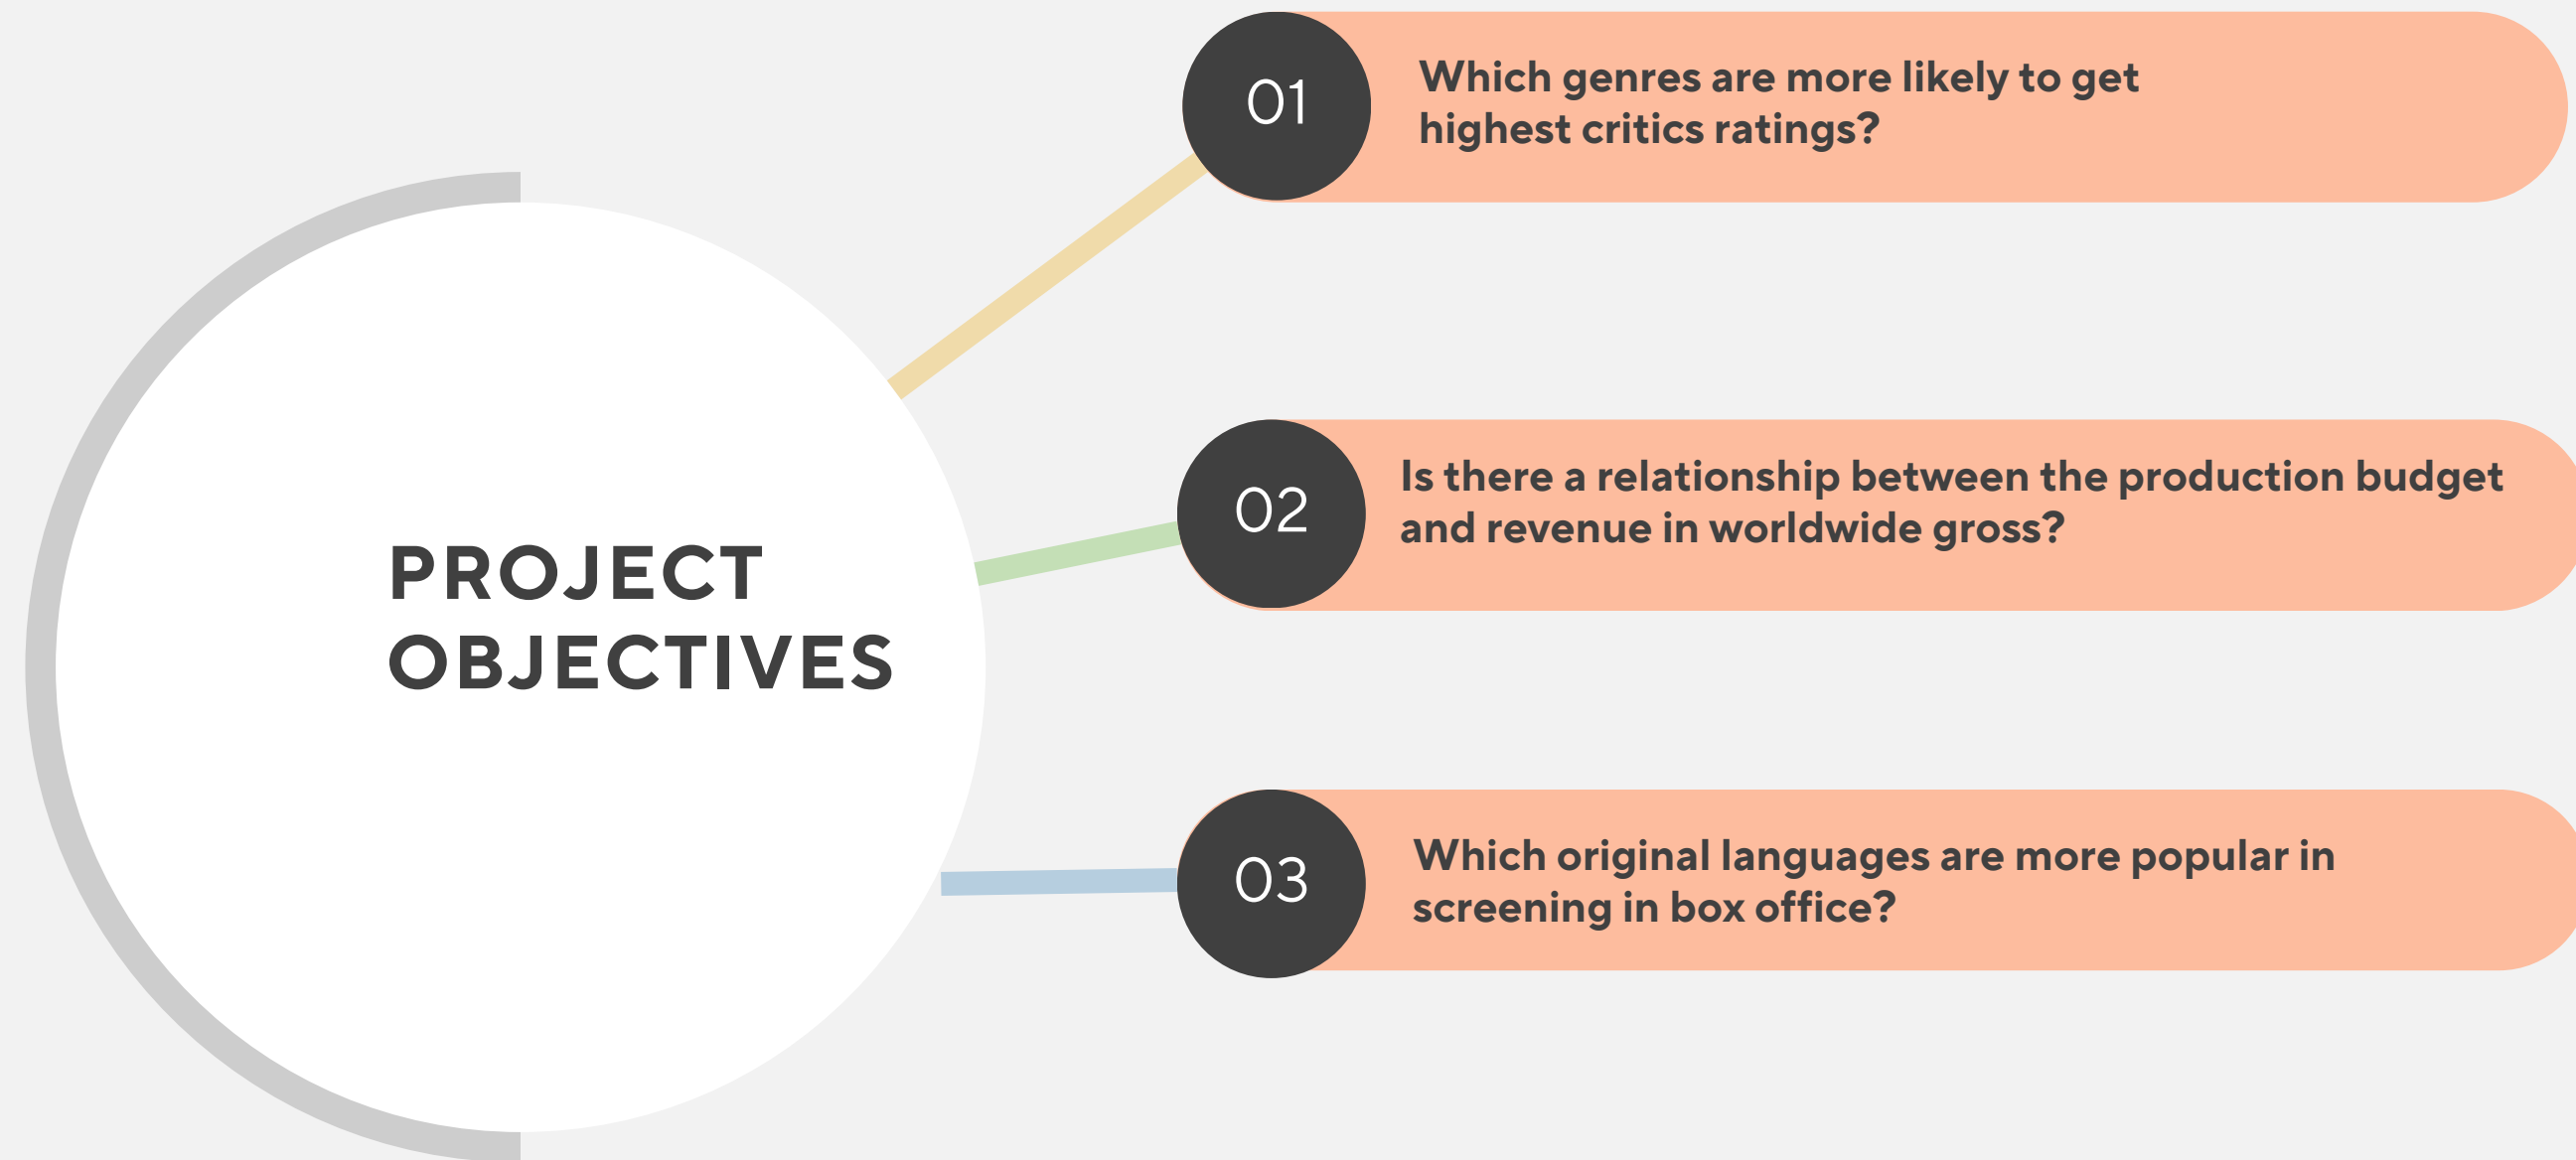 PROJECT
OBJECTIVES
01
Which genres are more likely to get
highest critics ratings?
02
Is there a relationship between the production budget
and revenue in worldwide gross?
03
Which original languages are more popular in
screening in box office?